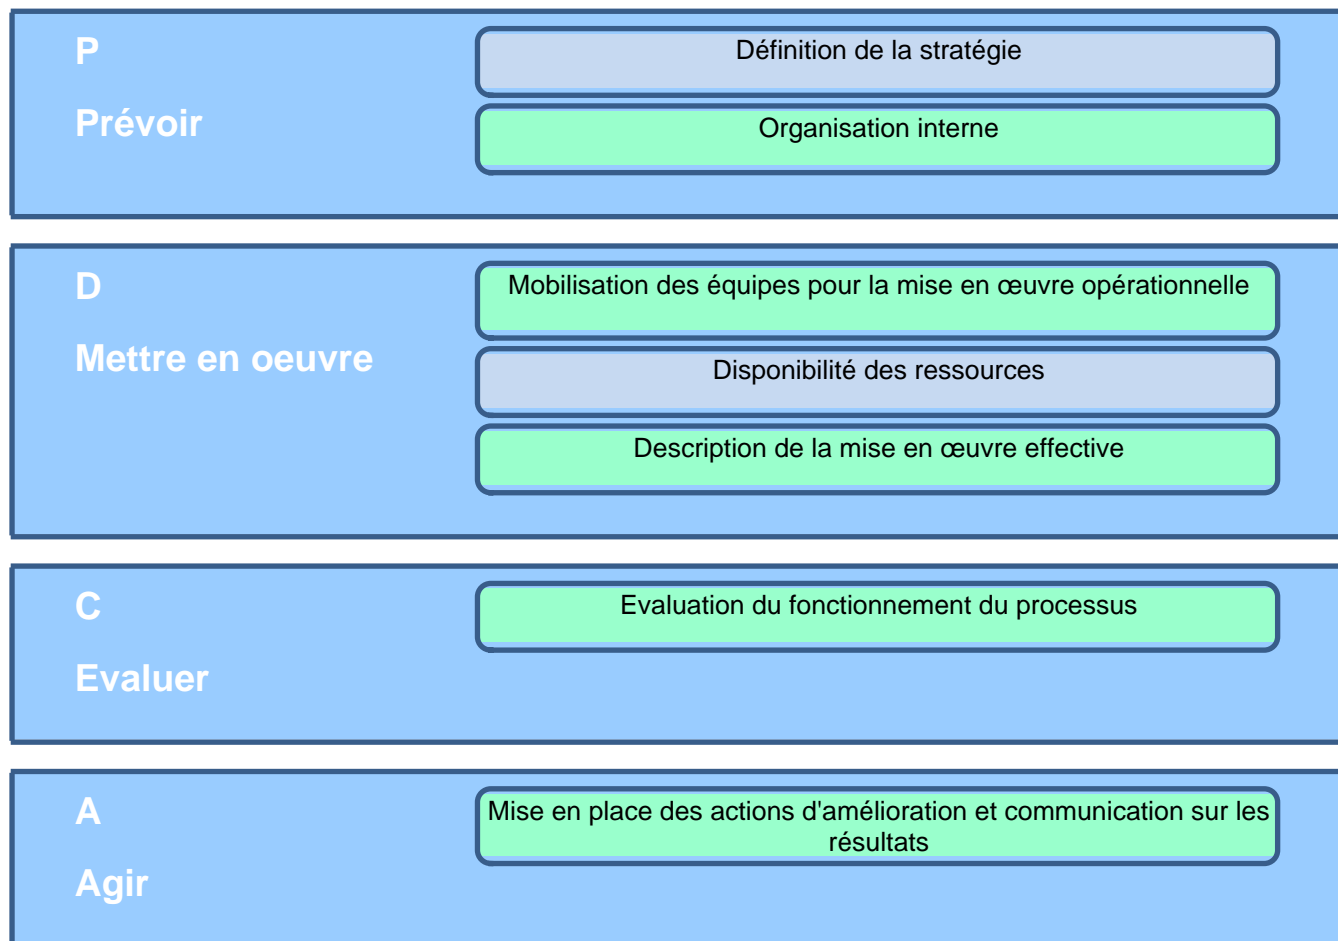 P
Prévoir
Définition de la stratégie
Organisation interne
D
Mettre en oeuvre
Mobilisation des équipes pour la mise en œuvre opérationnelle
Disponibilité des ressources
Description de la mise en œuvre effective
C
Evaluer
Evaluation du fonctionnement du processus
A
Agir
Mise en place des actions d'amélioration et communication sur les
résultats